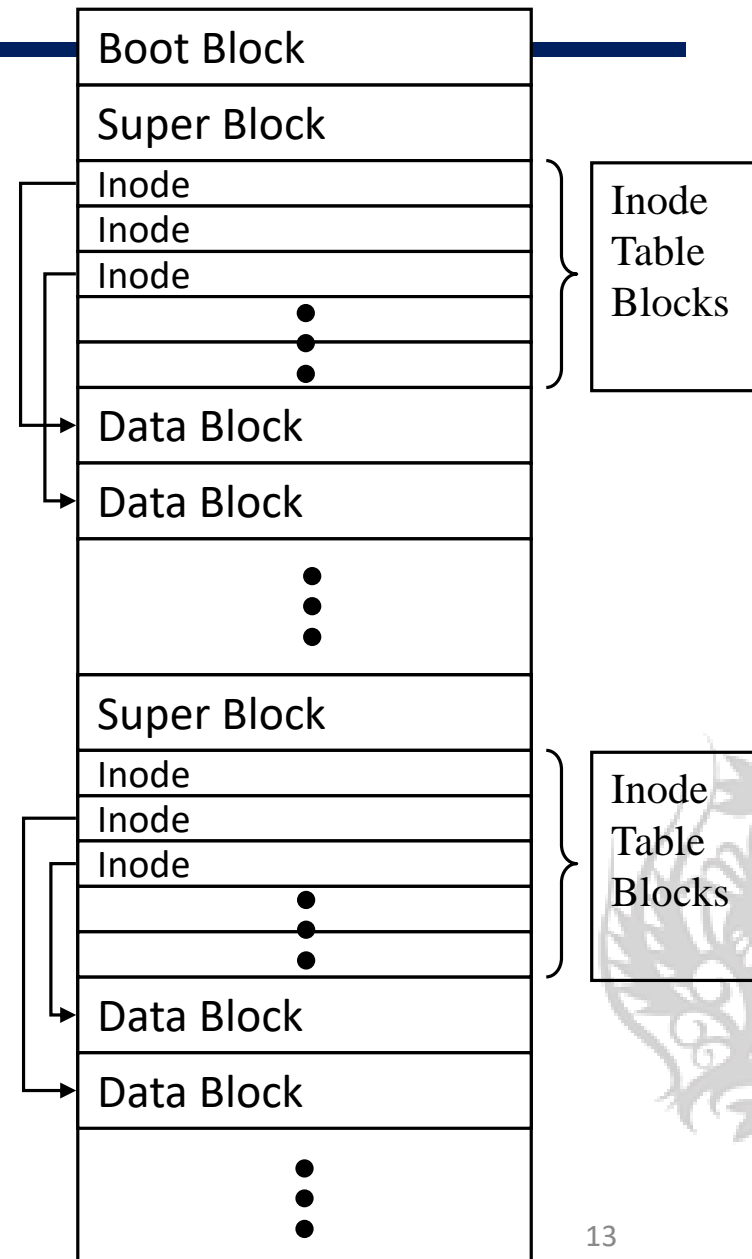 Boot Block
Super Block
Inode
Inode
Inode
Inode
Table
Blocks
Data Block
Data Block
Super Block
Inode
Inode
Inode
Inode
Table
Blocks
Data Block
Data Block
13